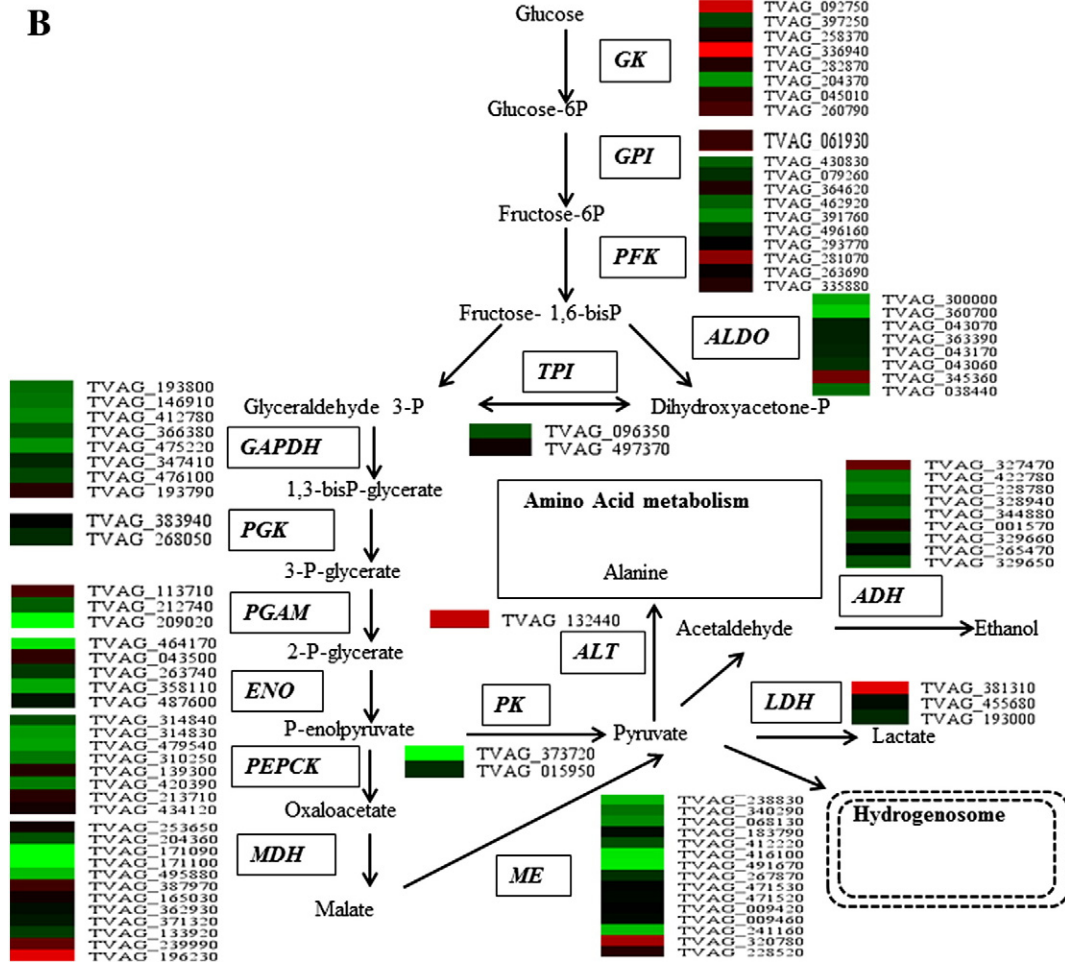 B
Glucose
GK
TVAG_092750
TVAG_397250
TVAG_258370
TVAG_336940
TVAG_282870
TVAG_204370
TVAG_045010
TVAG_260790
Glucose-6P
GPI
TVAG_061930
TVAG_430830
TVAG_079260
TVAG_364620
TVAG_462920
TVAG_391760
TVAG_496160
TVAG_293770
TVAG_281070
TVAG_263690
TVAG_335880
Fructose-6P
PFK
Fructose- 1,6-bisP
ALDO
TVAG_300000
TVAG_360700
TVAG_043070
TVAG_363390
TVAG_043170
TVAG_043060
TVAG_345360
TVAG_038440
TPI
Glyceraldehyde 3-P
Dihydroxyacetone-P
TVAG_096350
TVAG_497370
TVAG_193800
TVAG_146910
TVAG_412780
TVAG_366380
TVAG_475220
TVAG_347410
TVAG_476100
TVAG_193790
GAPDH
1,3-bisP-glycerate
TVAG_383940
TVAG_268050
PGK
3-P-glycerate
TVAG_113710
TVAG_212740
TVAG_209020
PGAM
2-P-glycerate
TVAG_464170
TVAG_043500
TVAG_263740
TVAG_358110
TVAG_487600
ENO
P-enolpyruvate
TVAG_314840
TVAG_314830
TVAG_479540
TVAG_310250
TVAG_139300
TVAG_420390
TVAG_213710
TVAG_434120
PEPCK
Oxaloacetate
TVAG_253650
TVAG_204360
TVAG_171090
TVAG_171100
TVAG_495880
TVAG_387970
TVAG_165030
TVAG_362930
TVAG_371320
TVAG_133920
TVAG_239990
TVAG_196230
MDH
Malate
PK
TVAG_373720
TVAG_015950
Pyruvate
Amino Acid metabolism
Alanine
TVAG_132440
ALT
TVAG_327470
TVAG_422780
TVAG_228780
TVAG_328940
TVAG_344880
TVAG_001570
TVAG_329660
TVAG_265470
TVAG_329650
ADH
Acetaldehyde
Ethanol
LDH
TVAG_381310
TVAG_455680
TVAG_193000
Lactate
ME
TVAG_238830
TVAG_340290
TVAG_068130
TVAG_183790
TVAG_412220
TVAG_416100
TVAG_491670
TVAG_267870
TVAG_471530
TVAG_471520
TVAG_009420
TVAG_009460
TVAG_241160
TVAG_320780
TVAG_228520
Hydrogenosome